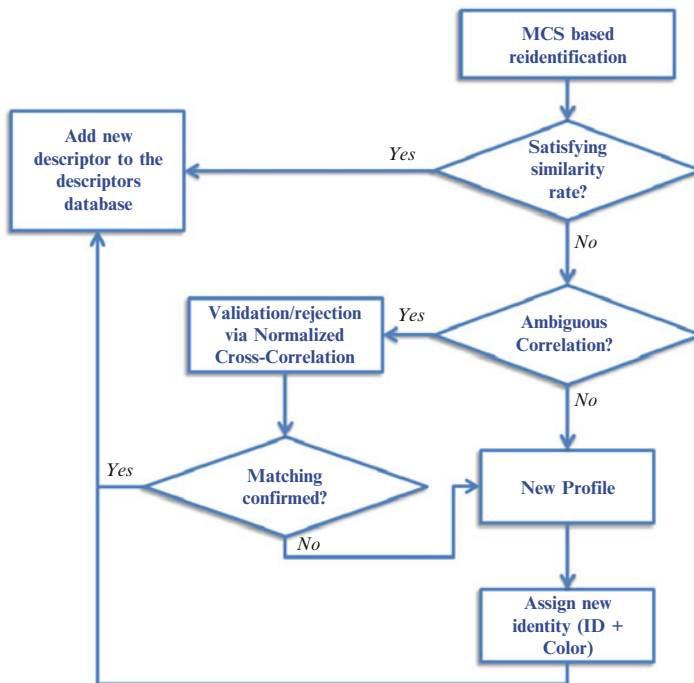 MCS based
reidentification
Add new
descriptor to the
descriptors
database
Yes
Satisfying
similarity
rate?
No
Validation/rejection
via Normalized
Cross-Correlation
Yes
Ambiguous
Correlation?
No
Yes
Matching
confirmed?
No
New Profile
Assign new
identity (ID +
Color)